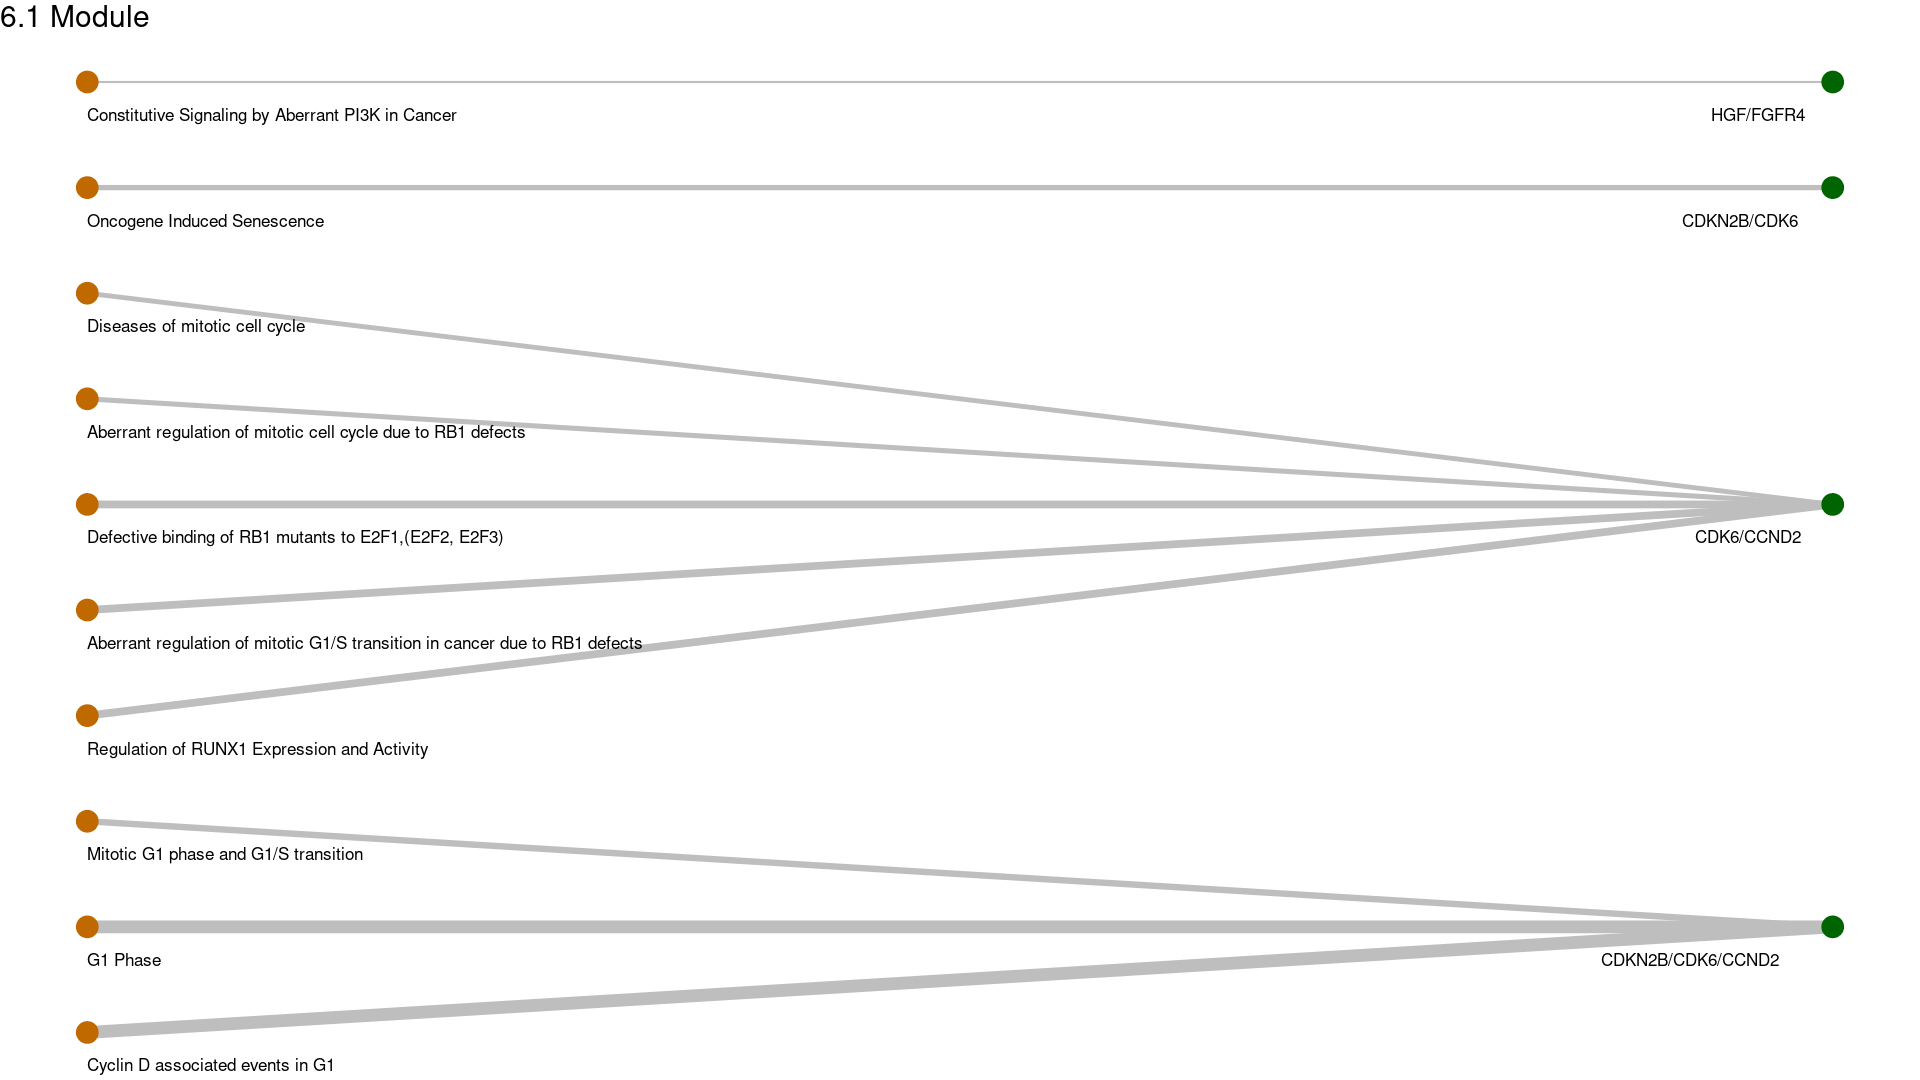 6.1 Module
Constitutive Signaling by Aberrant PI3K in Cancer
HGF/FGFR4
Oncogene Induced Senescence
CDKN2B/CDK6
Diseases of mitotic cell cycle
Aberrant regulation of mitotic cell cycle due to RB1 defects
Defective binding of RB1 mutants to E2F1,(E2F2, E2F3)
CDK6/CCND2
Aberrant regulation of mitotic G1/S transition in cancer due to RB1 defects
Regulation of RUNX1 Expression and Activity
Mitotic G1 phase and G1/S transition
G1 Phase
CDKN2B/CDK6/CCND2
Cyclin D associated events in G1